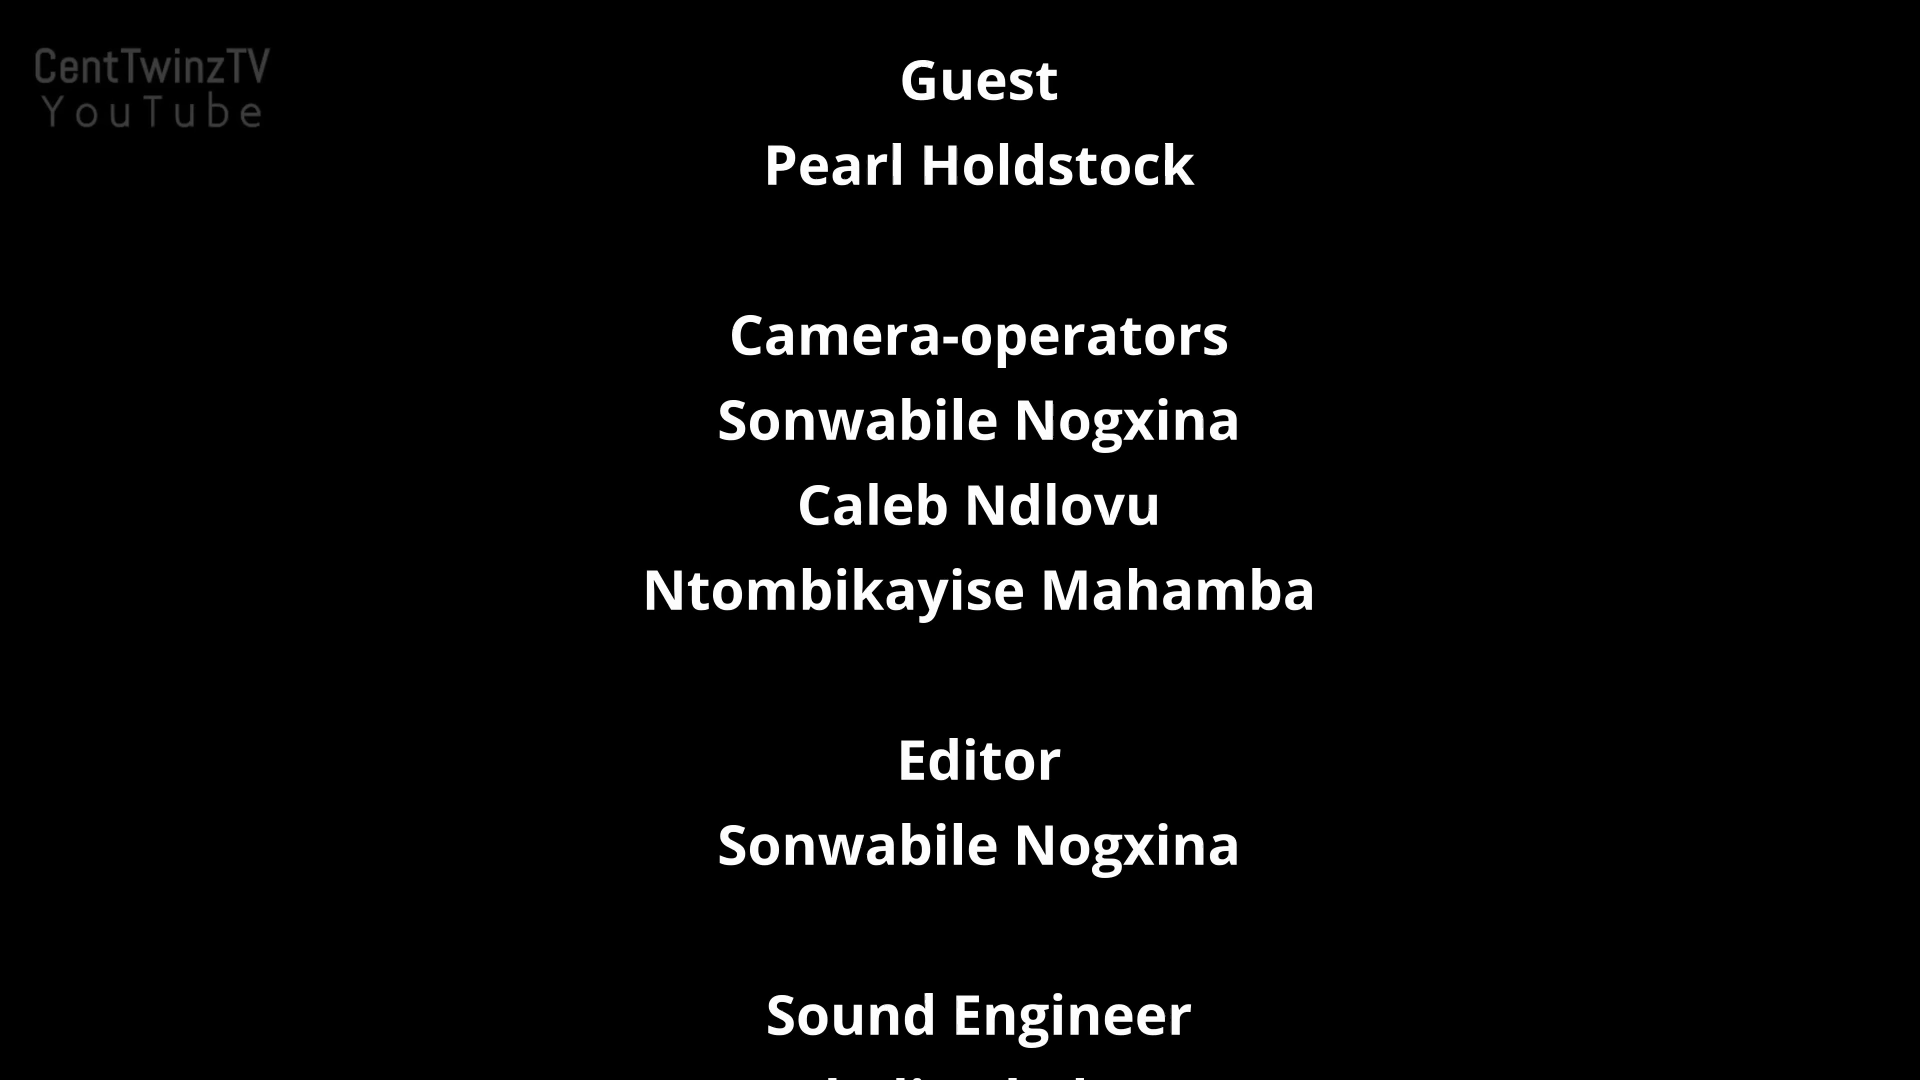 CentTwinzTV
YouTube
Guest
Pearl Holdstock
Camera-operators
Sonwabile Nogxina
Caleb Ndlovu
Ntombikayise Mahamba
Editor
Sonwabile Nogxina
Sound Engineer